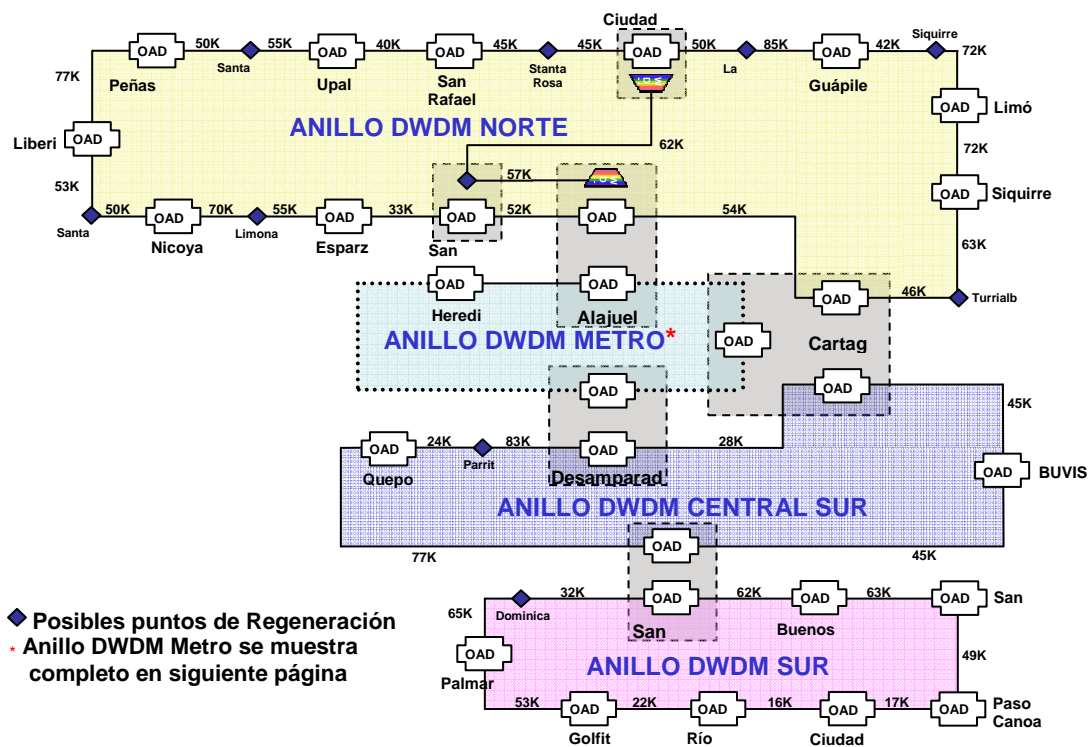 Ciudad
Siquirre
OAD 50K 55K OAD 40K OAD 45K 45K OAD 50K 85K OAD 42K 72K
Peñas
Santa
Upal
San
Rafael
Stanta
Rosa
La
Guápile
77K
OAD
Limó
ANILLO DWDM NORTE
Liberi
OAD
62K
72K
53K
57K
OAD
Siquirre
50K OAD 70K 55K OAD 33K OAD 52K OAD 54K
Santa
Nicoya
Limona
Esparz
San
63K
OAD
OAD
OAD 46K
Turrialb
Heredi
Alajuel
ANILLO DWDM METRO*
OAD
Cartag
OAD
OAD
45K
OAD 24K 83K OAD 28K
Parrit
Quepo
Desamparad
OAD
BUVIS
ANILLO DWDM CENTRAL SUR
OAD
77K
45K
Posibles puntos de Regeneración
* Anillo DWDM Metro se muestra
completo en siguiente página
65K
Dominica
32K OAD 62K OAD 63K OAD
San
San
Buenos
OAD
Palmar
ANILLO DWDM SUR
49K
53K OAD 22K OAD 16K OAD 17K OAD
Paso
Canoa
Golfit
Río
Ciudad